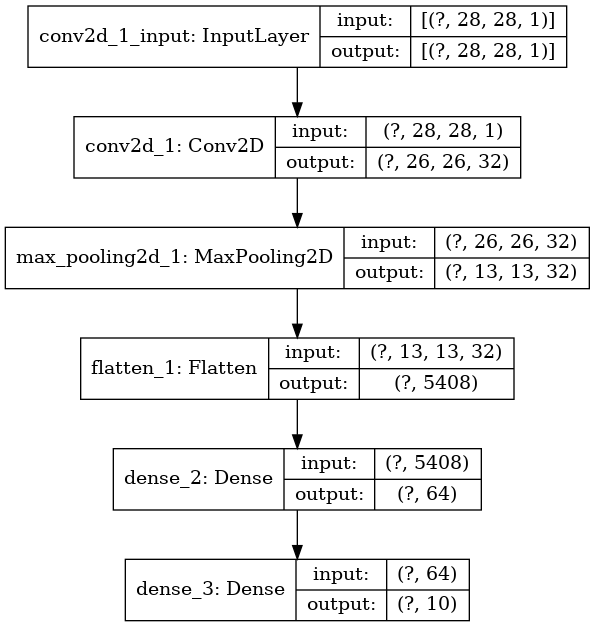 conv2d_1_input: InputLayer
input:
[(?, 28, 28, 1)]
output:
[(?, 28, 28, 1)]
conv2d_1: Conv2D
input:
(?, 28, 28, 1)
output:
(?, 26, 26, 32)
max_pooling2d_1: MaxPooling2D
input:
(?, 26, 26, 32)
output:
(?, 13, 13, 32)
flatten_1: Flatten
input:
(?, 13, 13, 32)
output:
(?, 5408)
dense_2: Dense
input:
(?, 5408)
output:
(?, 64)
dense_3: Dense
input:
(?, 64)
output:
(?, 10)